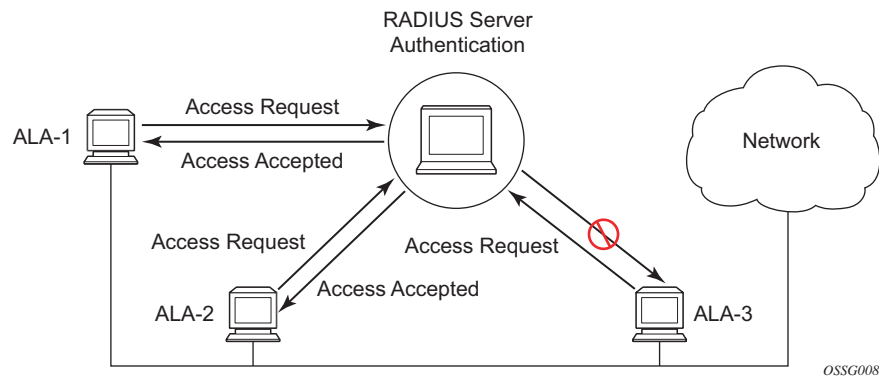 RADIUS Server
Authentication
Access Request
ALA-1
Access Accepted
Network
Access Request
Access Request
Access Accepted
ALA-2
ALA-3
OSSG008